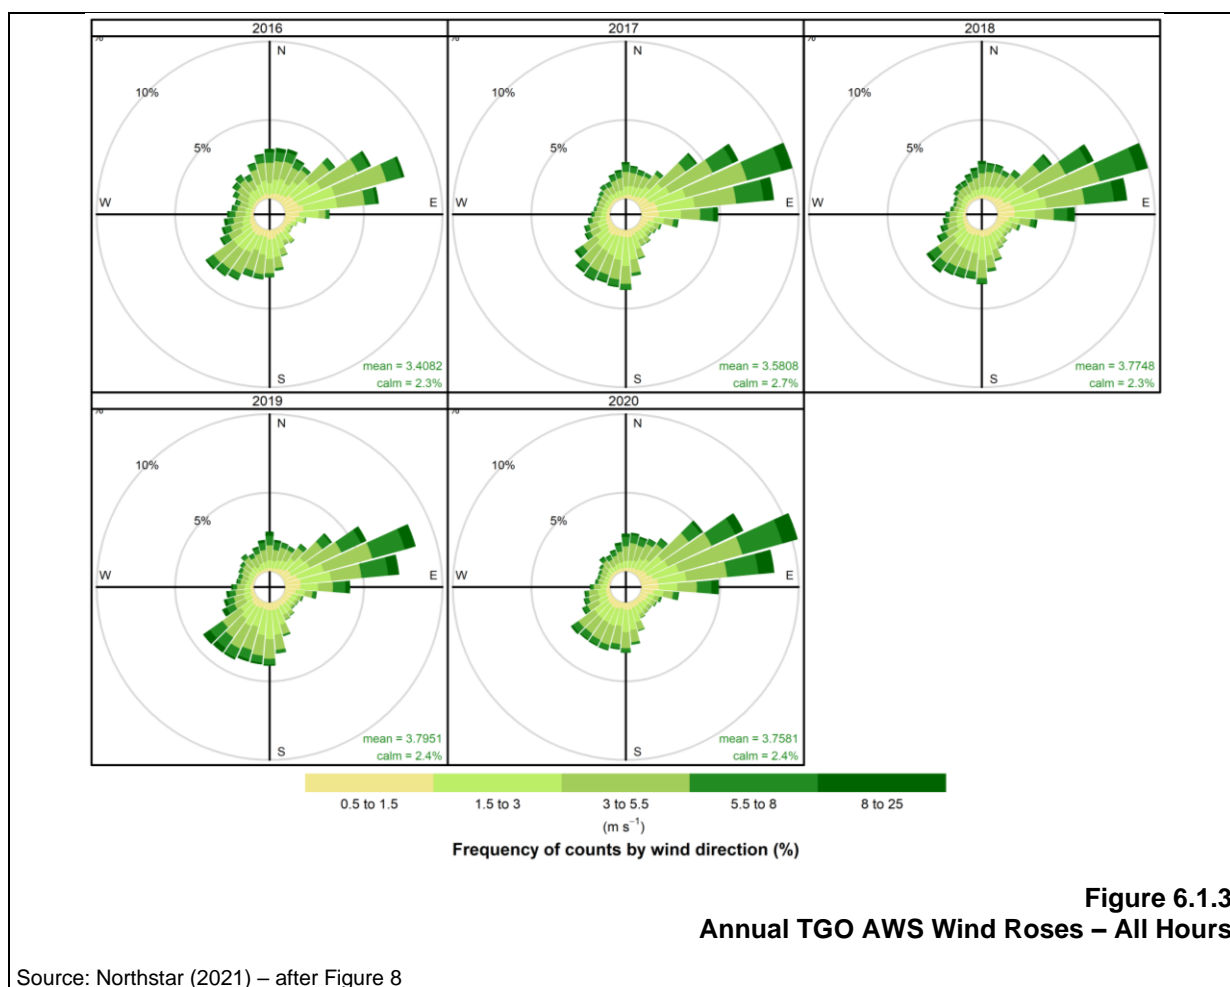 2016
2017
2018
%
N
10%
5%
W
E
S
mean = 3.4082
calm = 2.3%
%
N
10%
5%
W
E
S
mean = 3.5808
calm = 2.7%
%
N
10%
5%
W
E
S
mean = 3.7748
calm = 2.3%
2019
2020
%
N
10%
5%
W
E
S
mean = 3.7951
calm = 2.4%
%
N
10%
5%
W
E
S
mean = 3.7581
calm = 2.4%
0.5 to 1.5
1.5 to 3
3 to 5.5
5.5 to 8
8 to 25
(m s⁻¹)
Frequency of counts by wind direction (%)
Figure 6.1.3
Annual TGO AWS Wind Roses – All Hours
Source: Northstar (2021) – after Figure 8